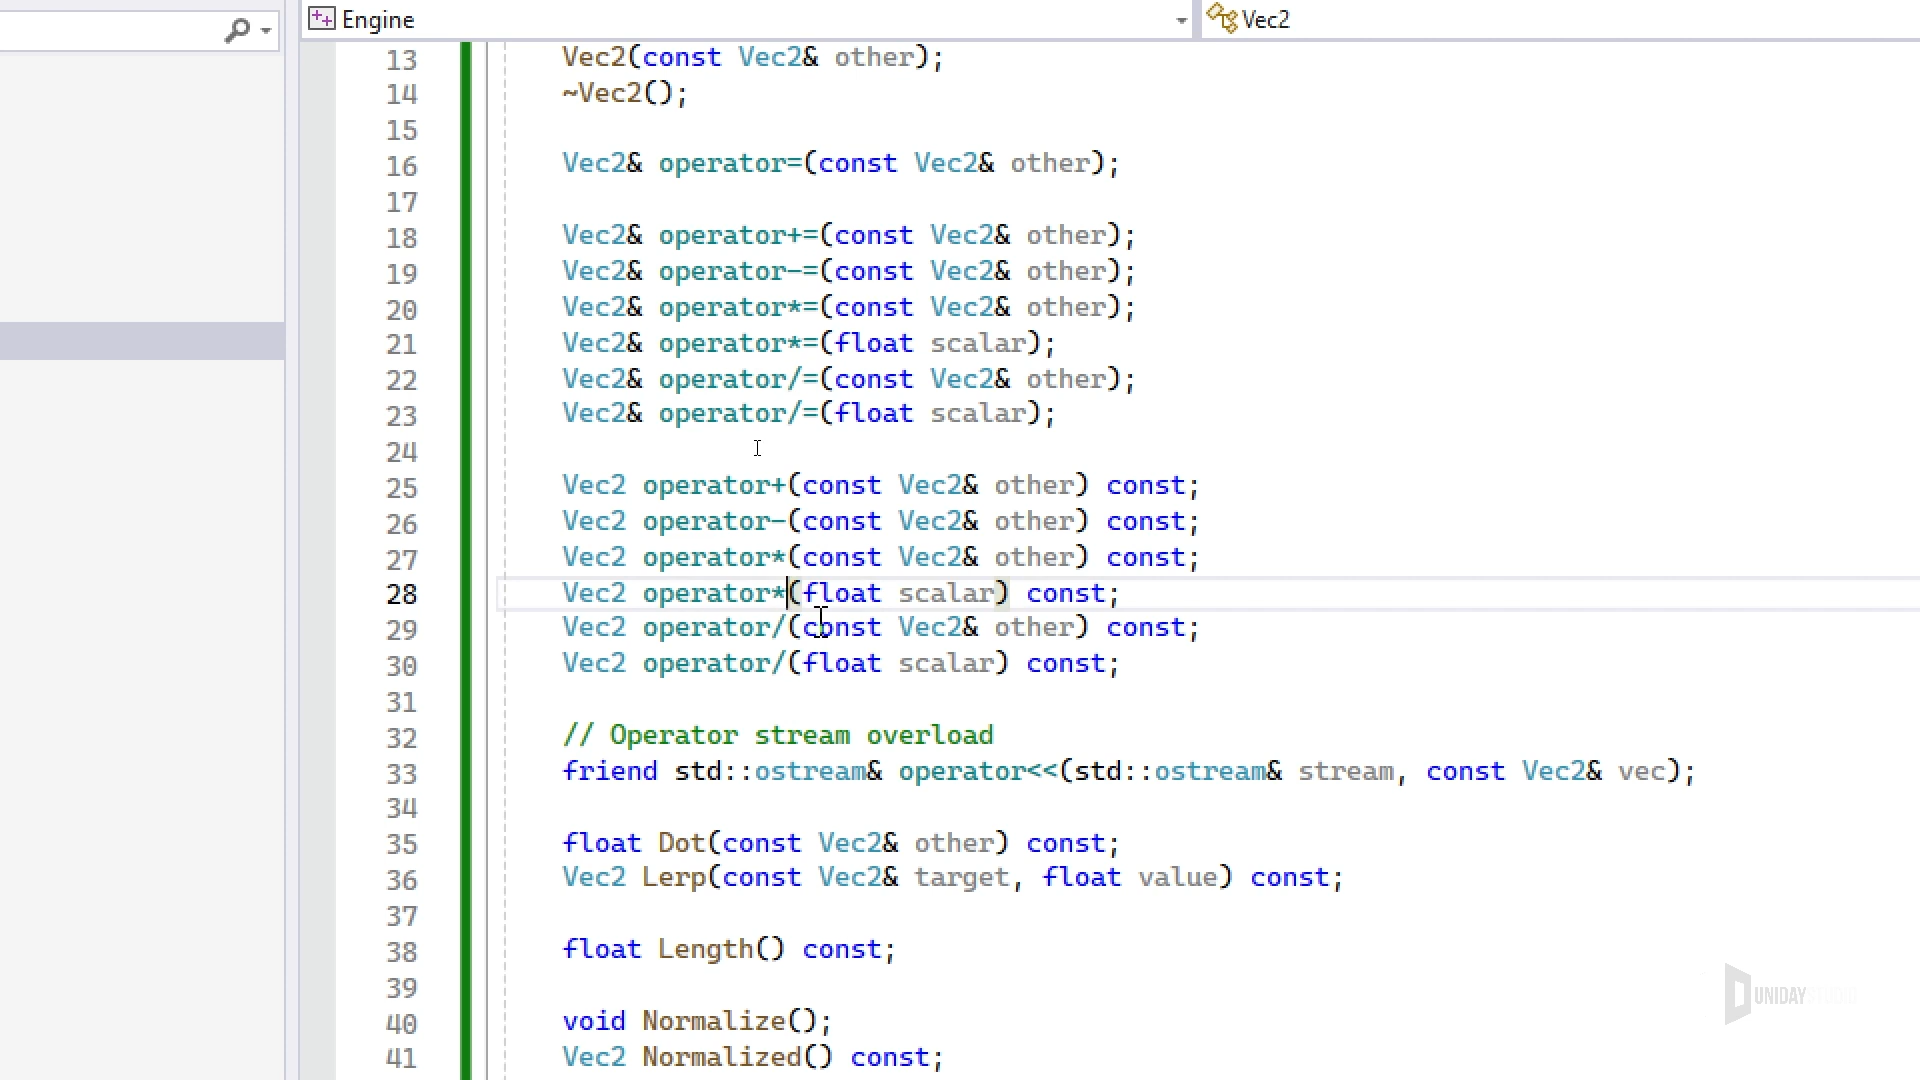 Engine
Vec2
13 Vec2(const Vec2& other);
14 ~Vec2();
15
16 Vec2& operator=(const Vec2& other);
17
18 Vec2& operator+=(const Vec2& other);
19 Vec2& operator-=(const Vec2& other);
20 Vec2& operator*=(const Vec2& other);
21 Vec2& operator*=(float scalar);
22 Vec2& operator/=(const Vec2& other);
23 Vec2& operator/=(float scalar);
24
25 Vec2 operator+(const Vec2& other) const;
26 Vec2 operator-(const Vec2& other) const;
27 Vec2 operator*(const Vec2& other) const;
28 Vec2 operator*(float scalar) const;
29 Vec2 operator/(const Vec2& other) const;
30 Vec2 operator/(float scalar) const;
31
32 // Operator stream overload
33 friend std::ostream& operator<<(std::ostream& stream, const Vec2& vec);
34
35 float Dot(const Vec2& other) const;
36 Vec2 Lerp(const Vec2& target, float value) const;
37
38 float Length() const;
39
40 void Normalize();
41 Vec2 Normalized() const;
UNIDAY STUDIO